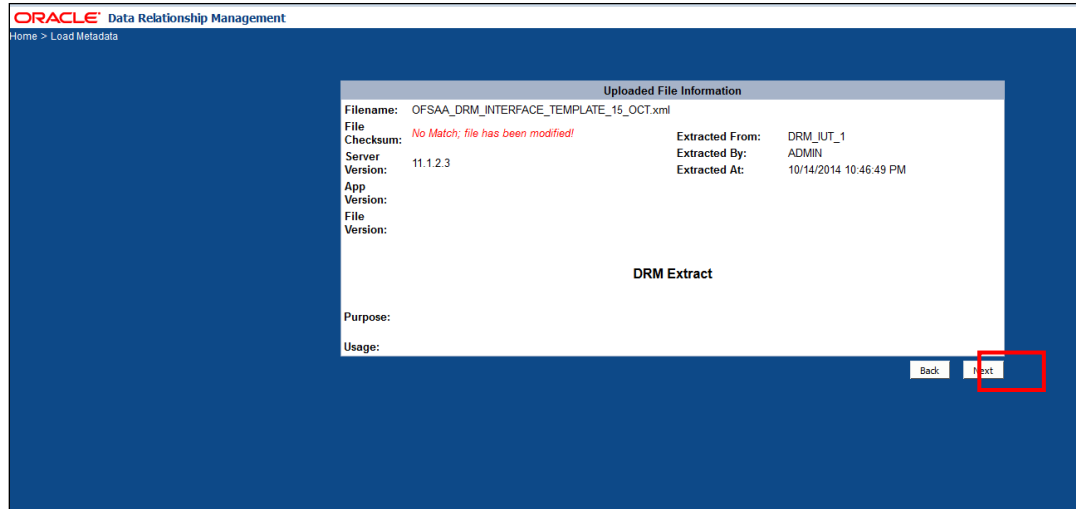 ORACLE® Data Relationship Management
Home > Load Metadata
Uploaded File Information
Filename: OFSAA_DRM_INTERFACE_TEMPLATE_15_OCT.xml
File Checksum: No Match; file has been modified!
Extracted From: DRM_IUT_1
Server Version: 11.1.2.3
Extracted By: ADMIN
Extracted At: 10/14/2014 10:46:49 PM
App Version:
File Version:
DRM Extract
Purpose:
Usage:
Back Next